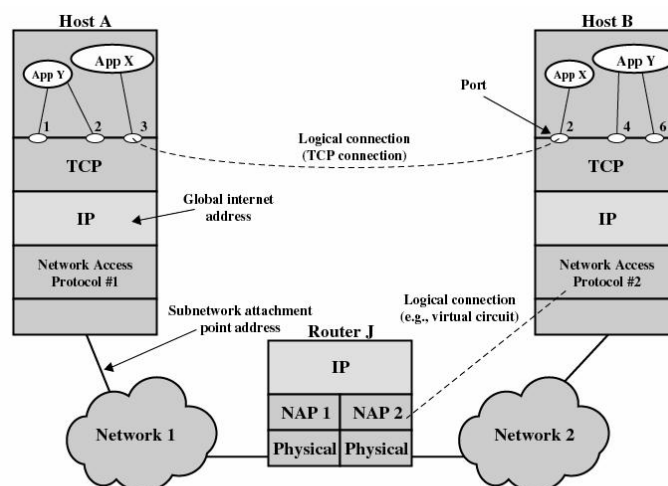 Host A
Host B
App X
App Y
App X
App Y
Port
1
2
3
2
4
6
Logical connection
(TCP connection)
TCP
TCP
Global internet
address
IP
IP
Network Access
Protocol #1
Network Access
Protocol #2
Logical connection
(e.g., virtual circuit)
Subnetwork attachment
point address
Router J
IP
NAP 1
NAP 2
Network 1
Network 2
Physical
Physical